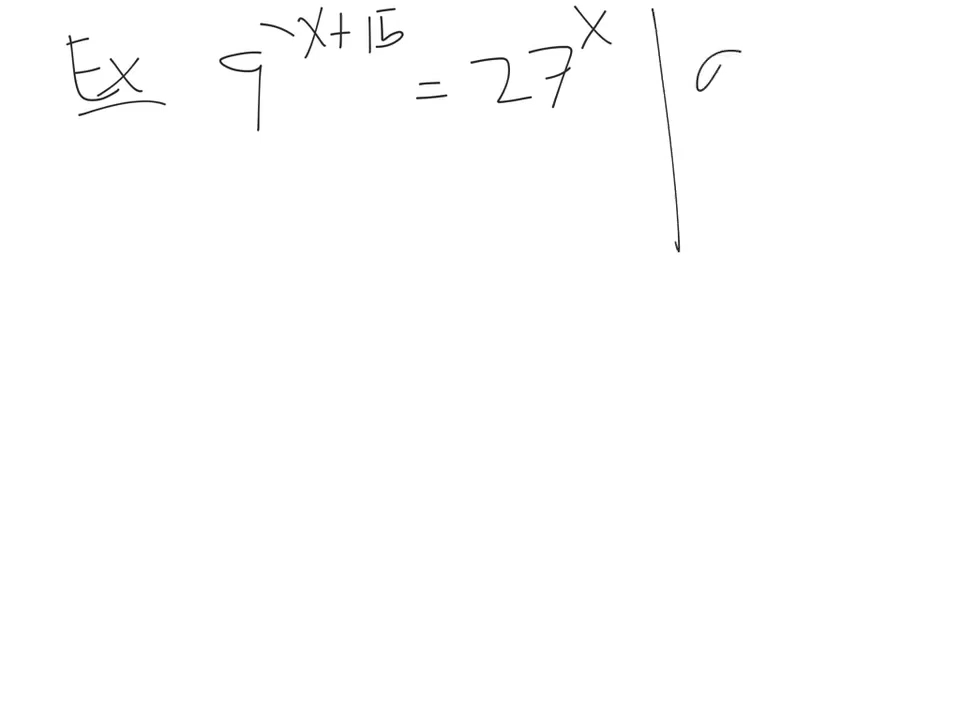 Ex 9^{-x+15} = 27^x |